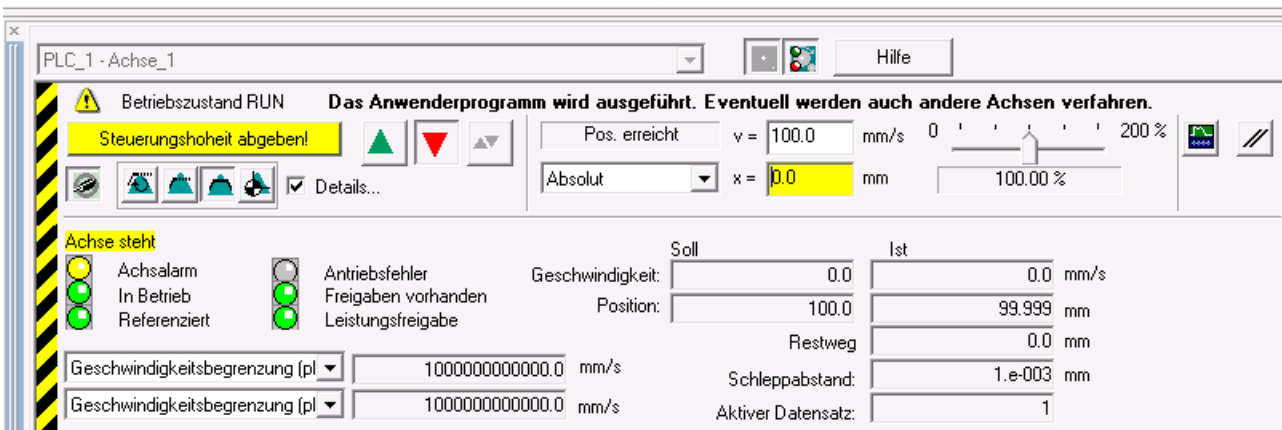 PLC_1 - Achse_1 Hilfe
Betriebszustand RUN Das Anwenderprogramm wird ausgeführt. Eventuell werden auch andere Achsen verfahren.
Steuerungshoheit abgeben! Pos. erreicht v = 100.0 mm/s 0 200 %
Details... Absolut x = 0.0 mm 100.00 %
Achse steht Soll Ist
Achsalarm Antriebsfehler Geschwindigkeit: 0.0 0.0 mm/s
In Betrieb Freigaben vorhanden Position: 100.0 99.999 mm
Referenziert Leistungsfreigabe
Restweg 0.0 mm
Geschwindigkeitsbegrenzung (pl 1000000000000.0 mm/s Schleppabstand: 1.e-003 mm
Geschwindigkeitsbegrenzung (pl 1000000000000.0 mm/s Aktiver Datensatz: 1